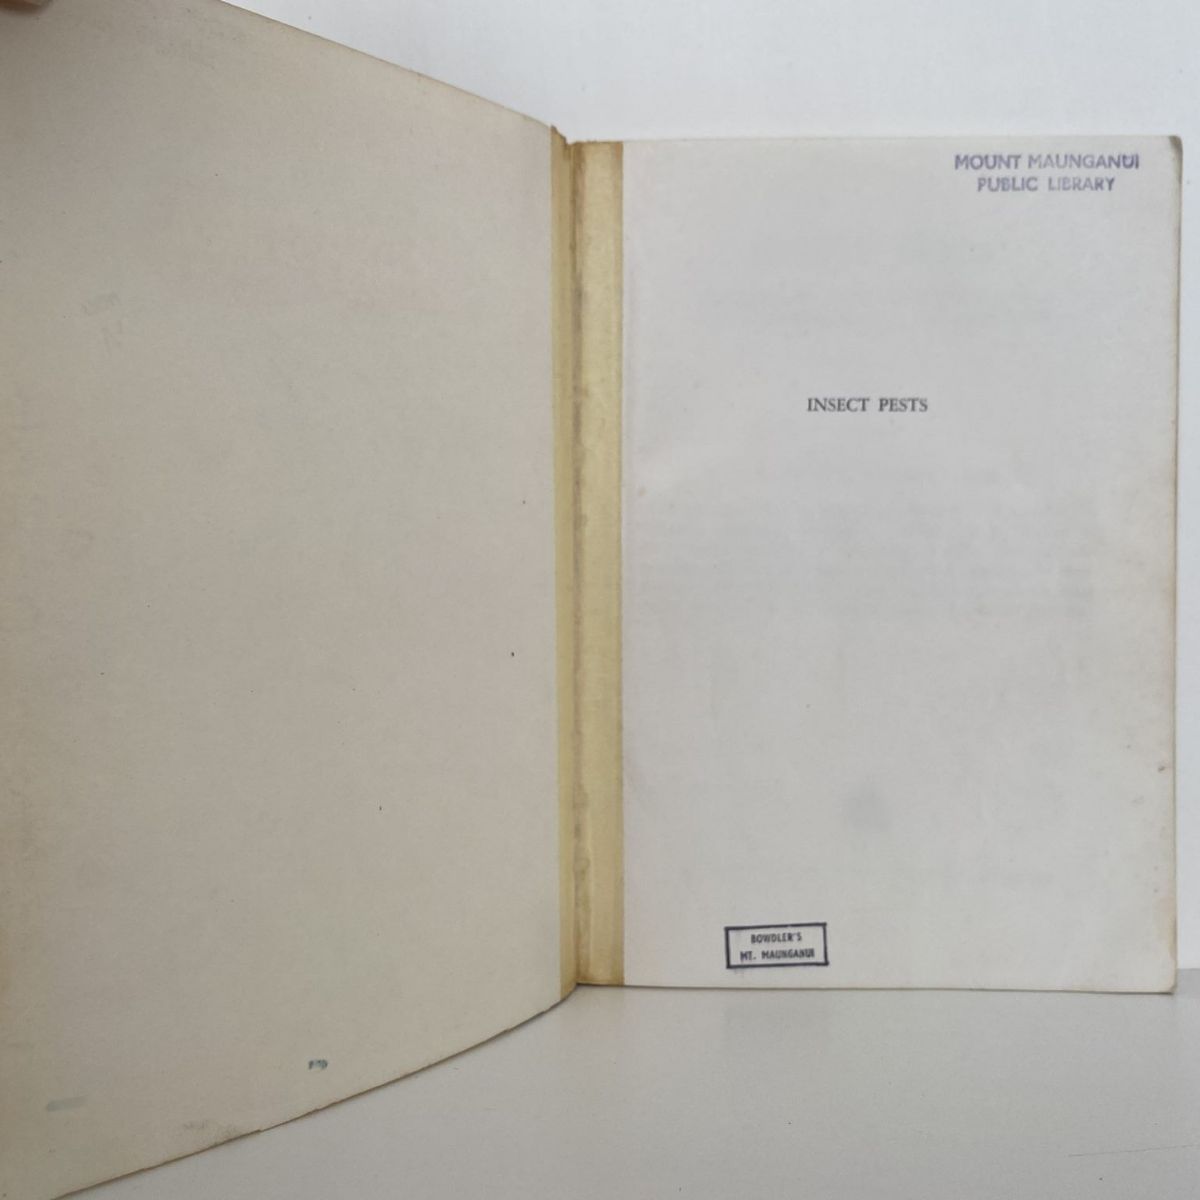 MOUNT MAUNGANUI
PUBLIC LIBRARY
INSECT PESTS
BOWDLER'S
MT. MAUNGANUI